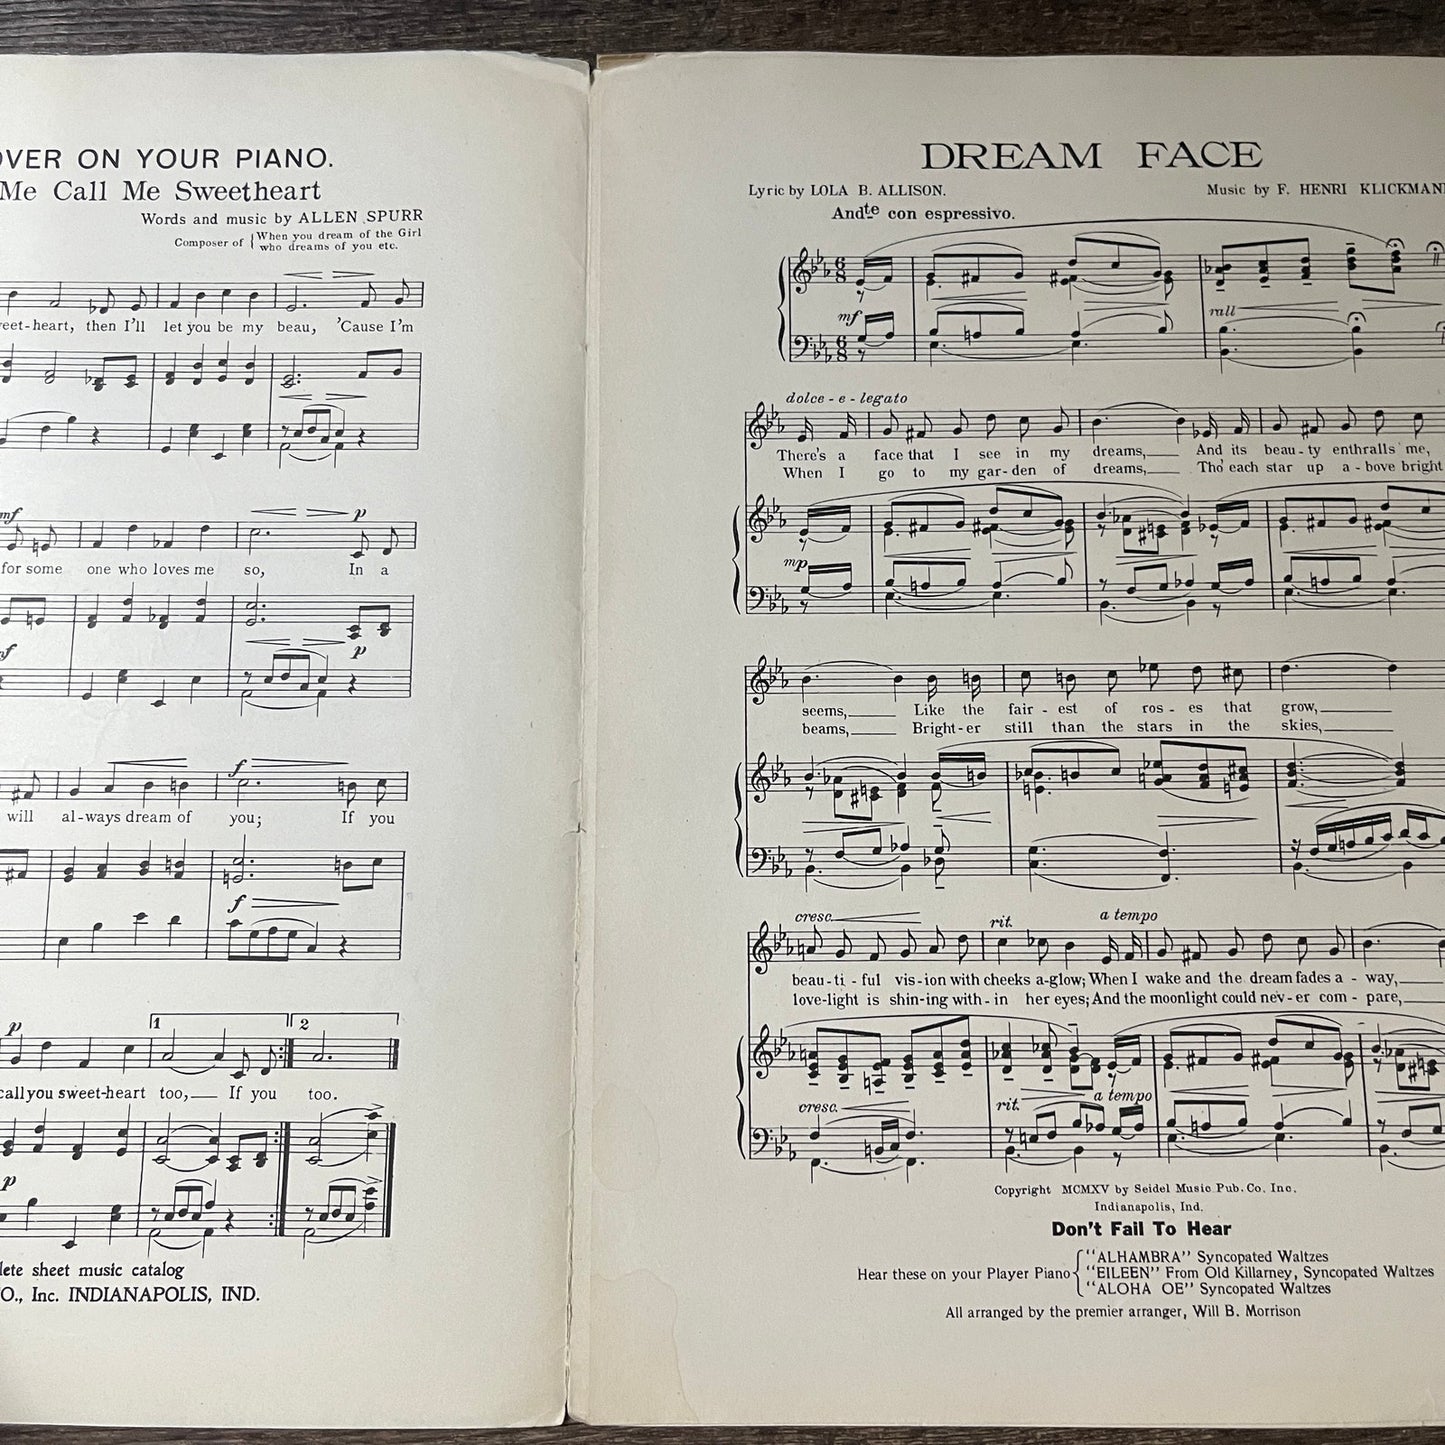 OVER ON YOUR PIANO.
Me Call Me Sweetheart
Words and music by ALLEN SPURR
Composer of { When you dream of the Girl
who dreams of you etc.
eet-heart, then I'll let you be my beau, 'Cause I'm
mf
p
for some one who loves me so, In a
mf
p
f
will al-ways dream of you; If you
f
p
1
2
call you sweet-heart too, If you too.
p
lete sheet music catalog
O., Inc. INDIANAPOLIS, IND.
DREAM FACE
Lyric by LOLA B. ALLISON.
Music by F. HENRI KLICKMANN
Andte con espressivo.
6
8
mf
rall
6
8
dolce - e - legato
There's a face that I see in my dreams, And its beau-ty enthralls me,
When I go to my gar-den of dreams, Tho' each star up a-bove bright
mp
seems, Like the fair - est of ros - es that grow,
beams, Bright-er still than the stars in the skies,
cresc.
rit.
a tempo
beau-ti-ful vis-ion with cheeks a-glow; When I wake and the dream fades a - way,
love-light is shin-ing with-in her eyes; And the moonlight could nev-er com - pare,
cresc.
rit.
a tempo
Copyright MCMXV by Seidel Music Pub. Co. Inc.
Indianapolis, Ind.
Don't Fail To Hear
Hear these on your Player Piano { "ALHAMBRA" Syncopated Waltzes
"EILEEN" From Old Killarney, Syncopated Waltzes
"ALOHA OE" Syncopated Waltzes
All arranged by the premier arranger, Will B. Morrison